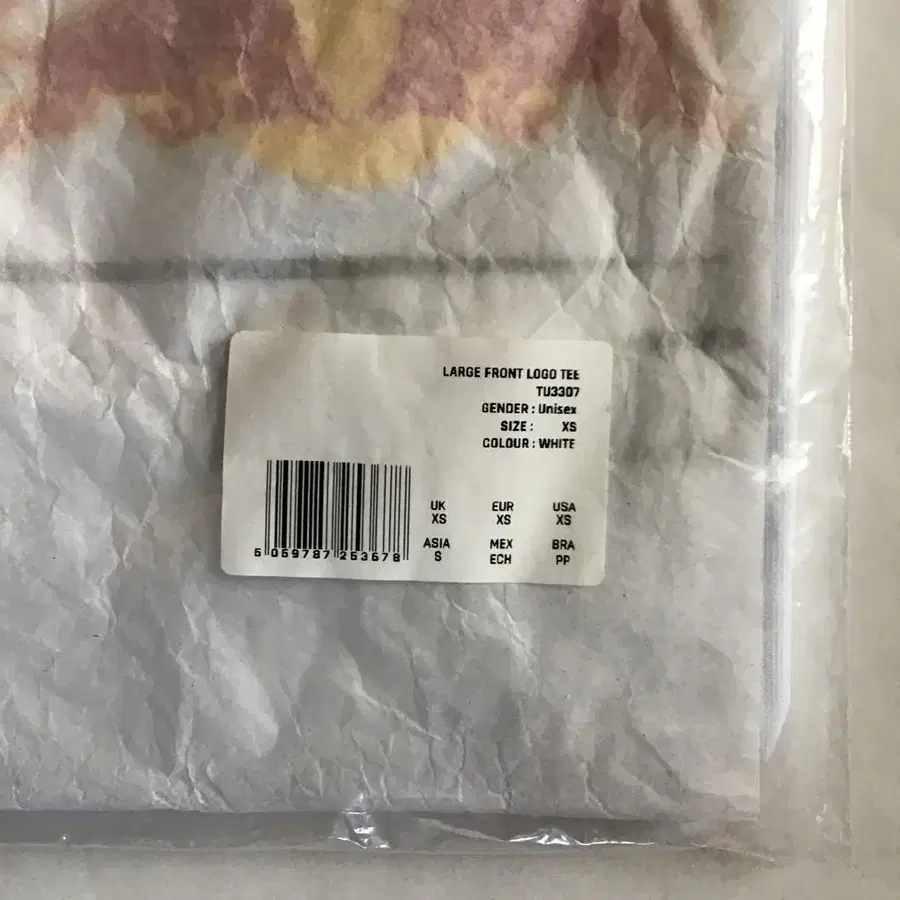 LARGE FRONT LOGO TEE
TU3307
GENDER : Unisex
SIZE : XS
COLOUR : WHITE
UK EUR USA
XS XS XS
ASIA MEX BRA
S ECH PP
5 059787 253678